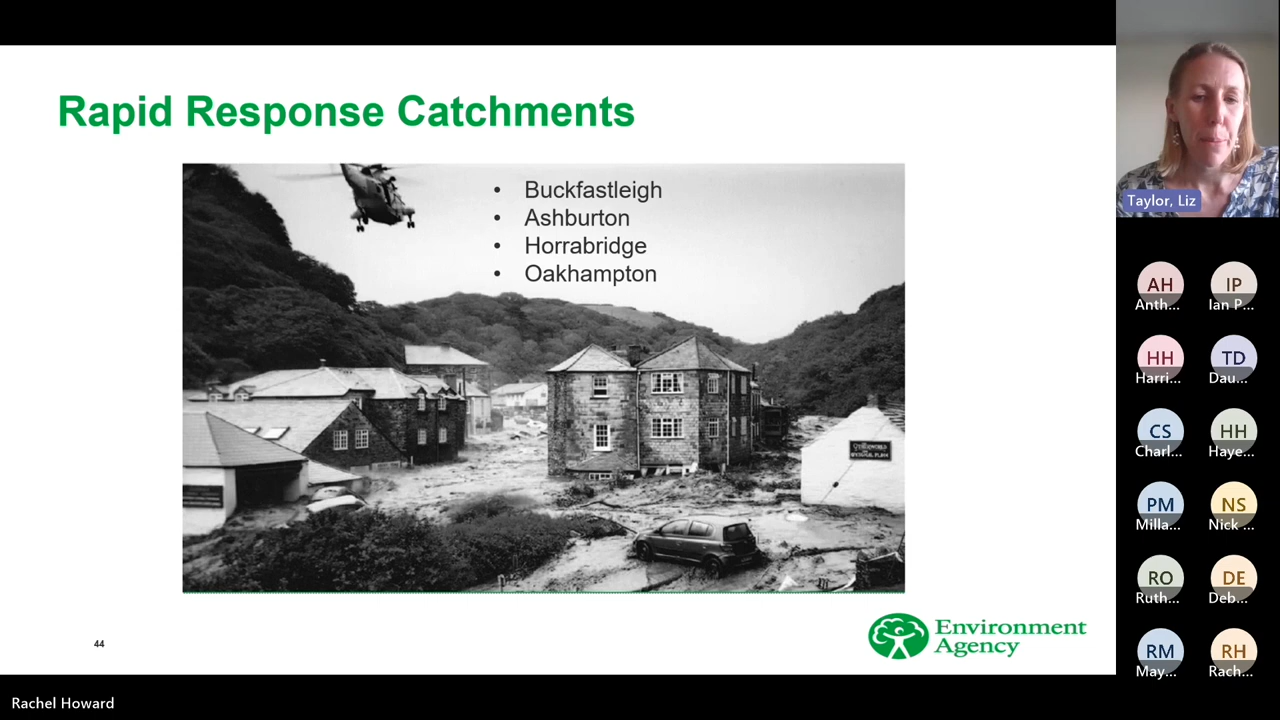 Rapid Response Catchments
• Buckfastleigh
• Ashburton
• Horrabridge
• Oakhampton
44
Environment
Agency
Taylor, Liz
AH
Anth...
IP
Ian P...
HH
Harri...
TD
Dau...
CS
Charl...
HH
Haye...
PM
Milla...
NS
Nick ...
RO
Ruth...
DE
Deb...
RM
May...
RH
Rach...
Rachel Howard